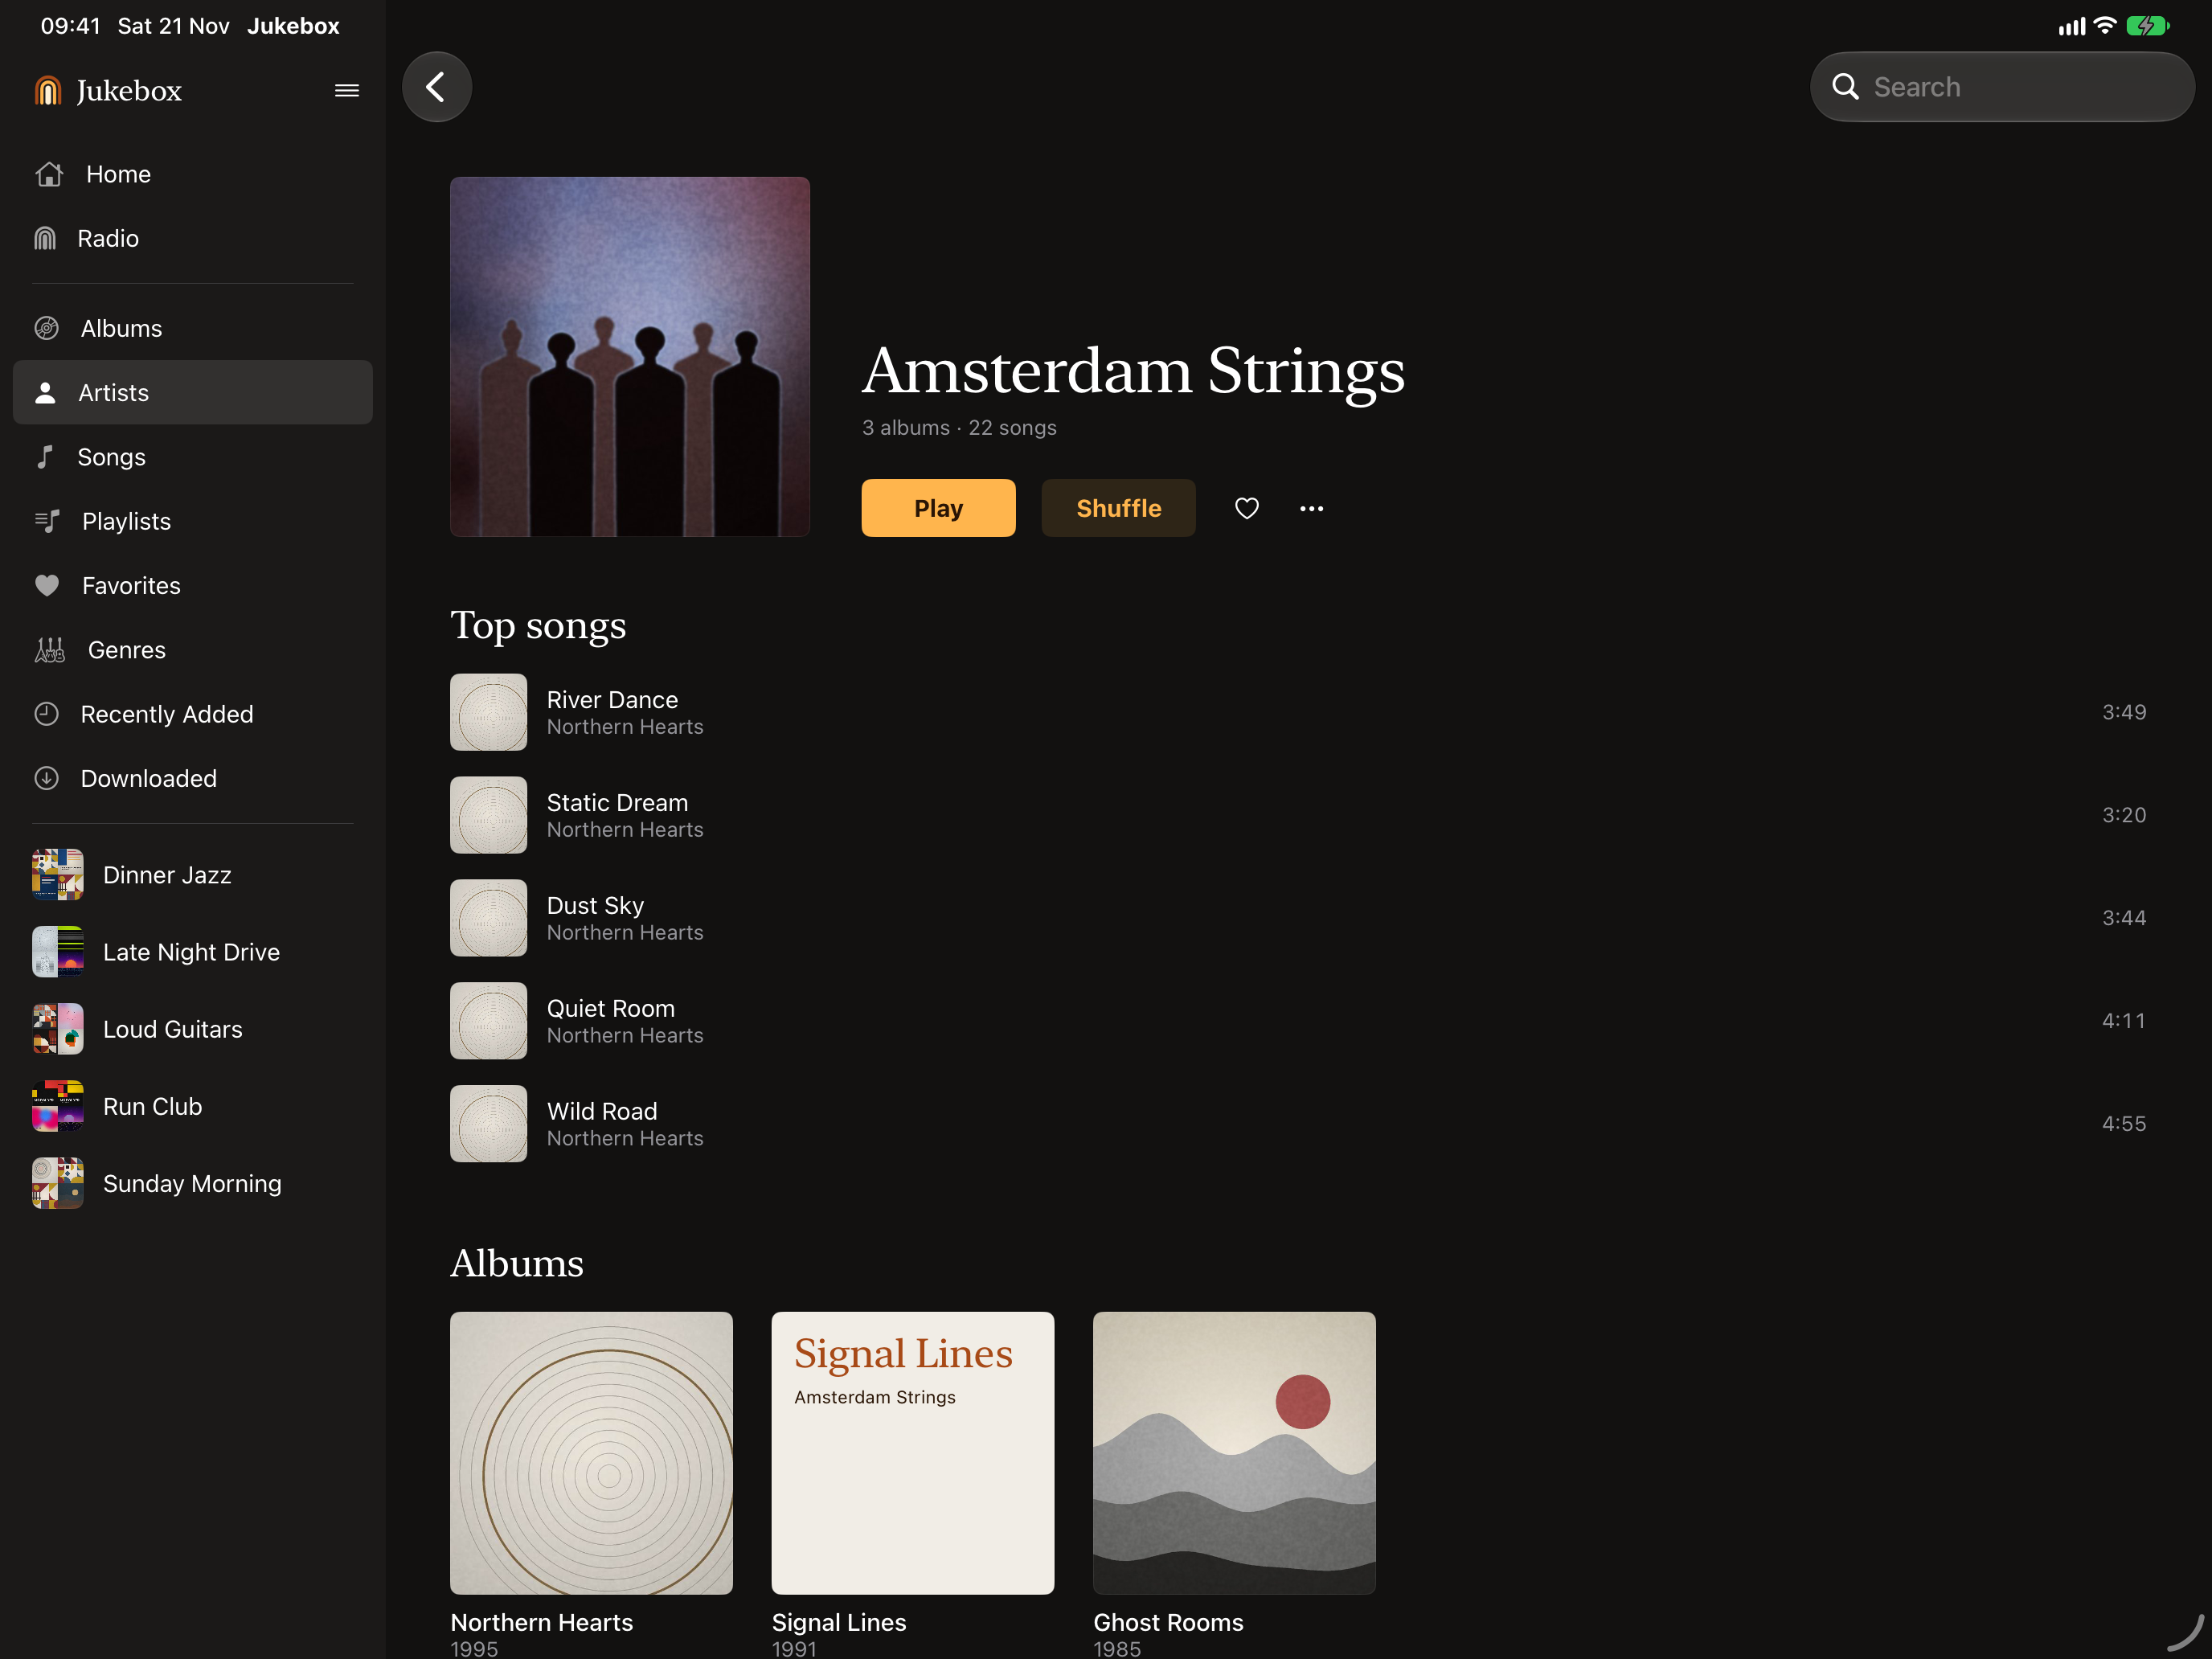 09:41 Sat 21 Nov Jukebox
Jukebox
Home
Radio
Albums
Artists
Songs
Playlists
Favorites
Genres
Recently Added
Downloaded
Dinner Jazz
Late Night Drive
Loud Guitars
Run Club
Sunday Morning
Search
Amsterdam Strings
3 albums · 22 songs
Play
Shuffle
Top songs
River Dance
Northern Hearts
3:49
Static Dream
Northern Hearts
3:20
Dust Sky
Northern Hearts
3:44
Quiet Room
Northern Hearts
4:11
Wild Road
Northern Hearts
4:55
Albums
Signal Lines
Amsterdam Strings
Northern Hearts
1995
Signal Lines
1991
Ghost Rooms
1985